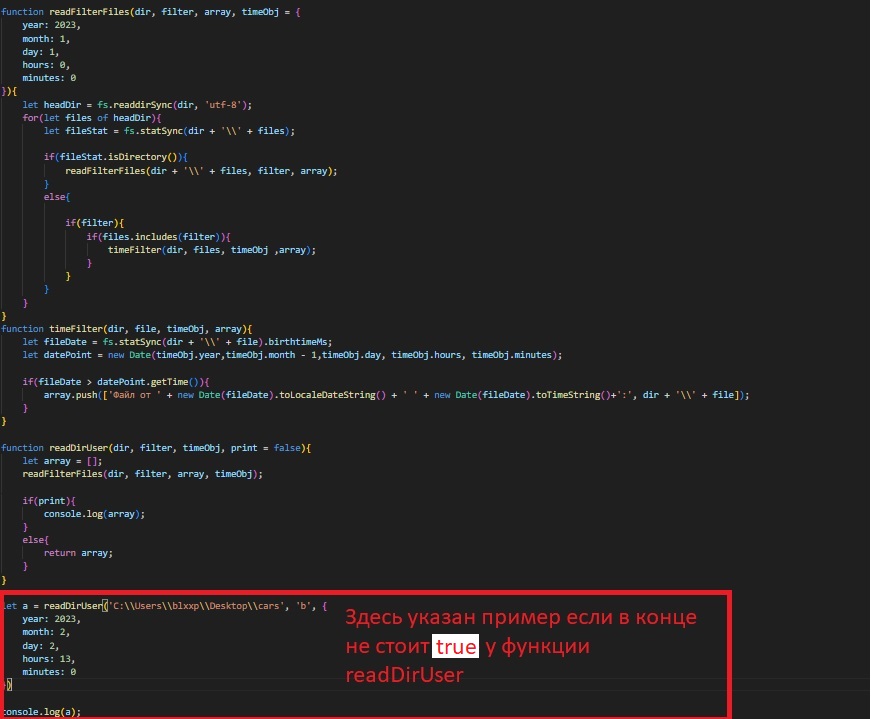 function readFilterFiles(dir, filter, array, timeObj = {
    year: 2023,
    month: 1,
    day: 1,
    hours: 0,
    minutes: 0
}){
    let headDir = fs.readdirSync(dir, 'utf-8');
    for(let files of headDir){
        let fileStat = fs.statSync(dir + '\\' + files);

        if(fileStat.isDirectory()){
            readFilterFiles(dir + '\\' + files, filter, array);
        }
        else{

            if(filter){
                if(files.includes(filter)){
                    timeFilter(dir, files, timeObj ,array);
                }
            }
        }
    }
}
function timeFilter(dir, file, timeObj, array){
    let fileDate = fs.statSync(dir + '\\' + file).birthtimeMs;
    let datePoint = new Date(timeObj.year,timeObj.month - 1,timeObj.day, timeObj.hours, timeObj.minutes);

    if(fileDate > datePoint.getTime()){
        array.push(['Файл от ' + new Date(fileDate).toLocaleDateString() + ' ' + new Date(fileDate).toTimeString()+':', dir + '\\' + file]);
    }
}

function readDirUser(dir, filter, timeObj, print = false){
    let array = [];
    readFilterFiles(dir, filter, array, timeObj);

    if(print){
        console.log(array);
    }
    else{
        return array;
    }
}
let a = readDirUser('C:\\Users\\blxxp\\Desktop\\cars', 'b', {
    year: 2023,
    month: 2,
    day: 2,
    hours: 13,
    minutes: 0
})

console.log(a);
Здесь указан пример если в конце
не стоит true у функции
readDirUser